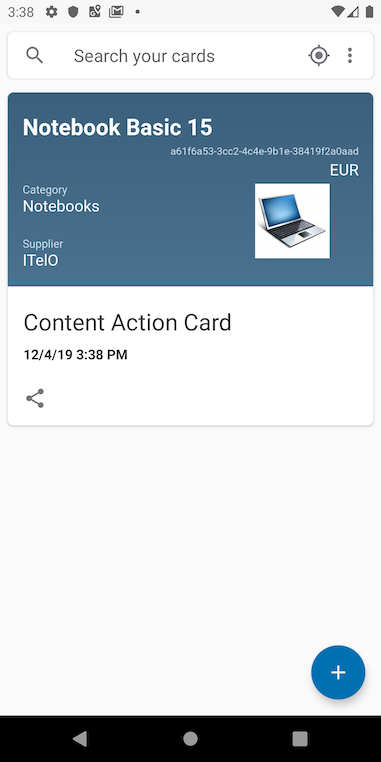 3:38
Search your cards
Notebook Basic 15
a61f6a53-3cc2-4c4e-9b1e-38419f2a0aad
EUR
Category
Notebooks
Supplier
ITelO
Content Action Card
12/4/19 3:38 PM